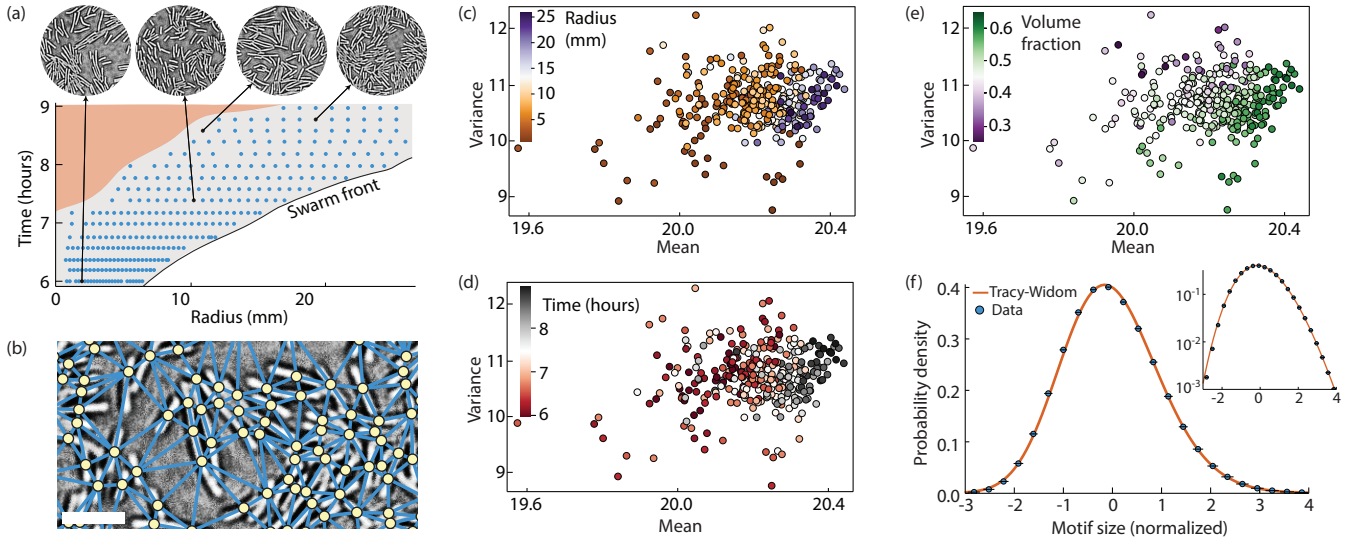 (a)
9
8
7
6
Time (hours)
0
10
20
Radius (mm)
Swarm front
(b)
(c)
Radius
(mm)
25
20
15
10
5
12
11
10
9
Variance
19.6
20.0
20.4
Mean
(d)
Time (hours)
8
7
6
12
11
10
9
Variance
19.6
20.0
20.4
Mean
(e)
Volume
fraction
0.6
0.5
0.4
0.3
12
11
10
9
Variance
19.6
20.0
20.4
Mean
(f)
Tracy-Widom
Data
0.4
0.3
0.2
0.1
0.0
Probability density
-3
-2
-1
0
1
2
3
4
Motif size (normalized)
10-1
10-2
10-3
-2
0
2
4